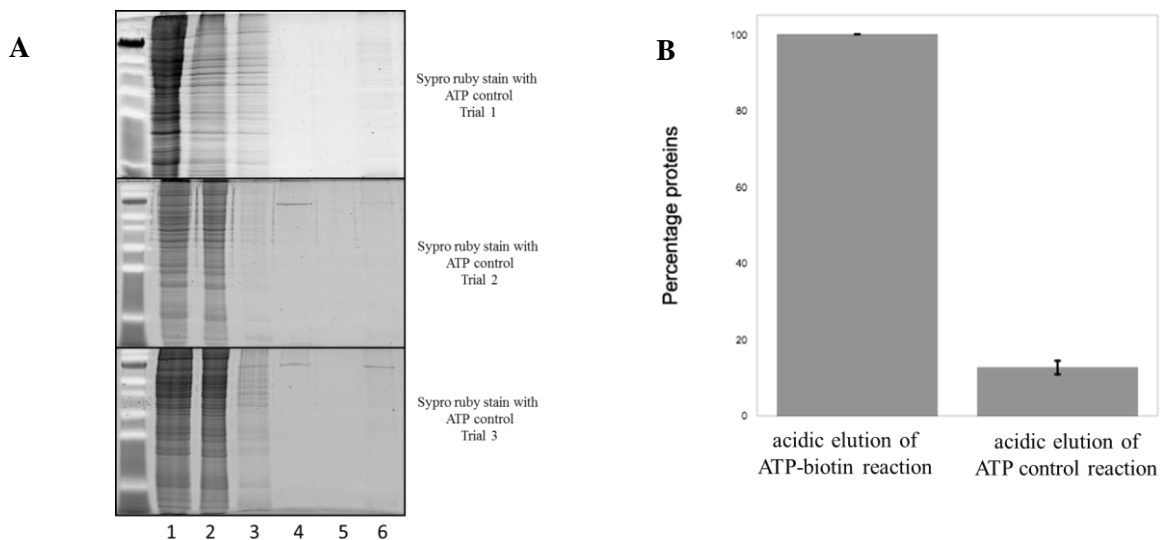 A
Sypro ruby stain with
ATP control
Trial 1
Sypro ruby stain with
ATP control
Trial 2
Sypro ruby stain with
ATP control
Trial 3
1 2 3 4 5 6
B
Percentage proteins
100
80
60
40
20
0
acidic elution of
ATP-biotin reaction
acidic elution of
ATP control reaction